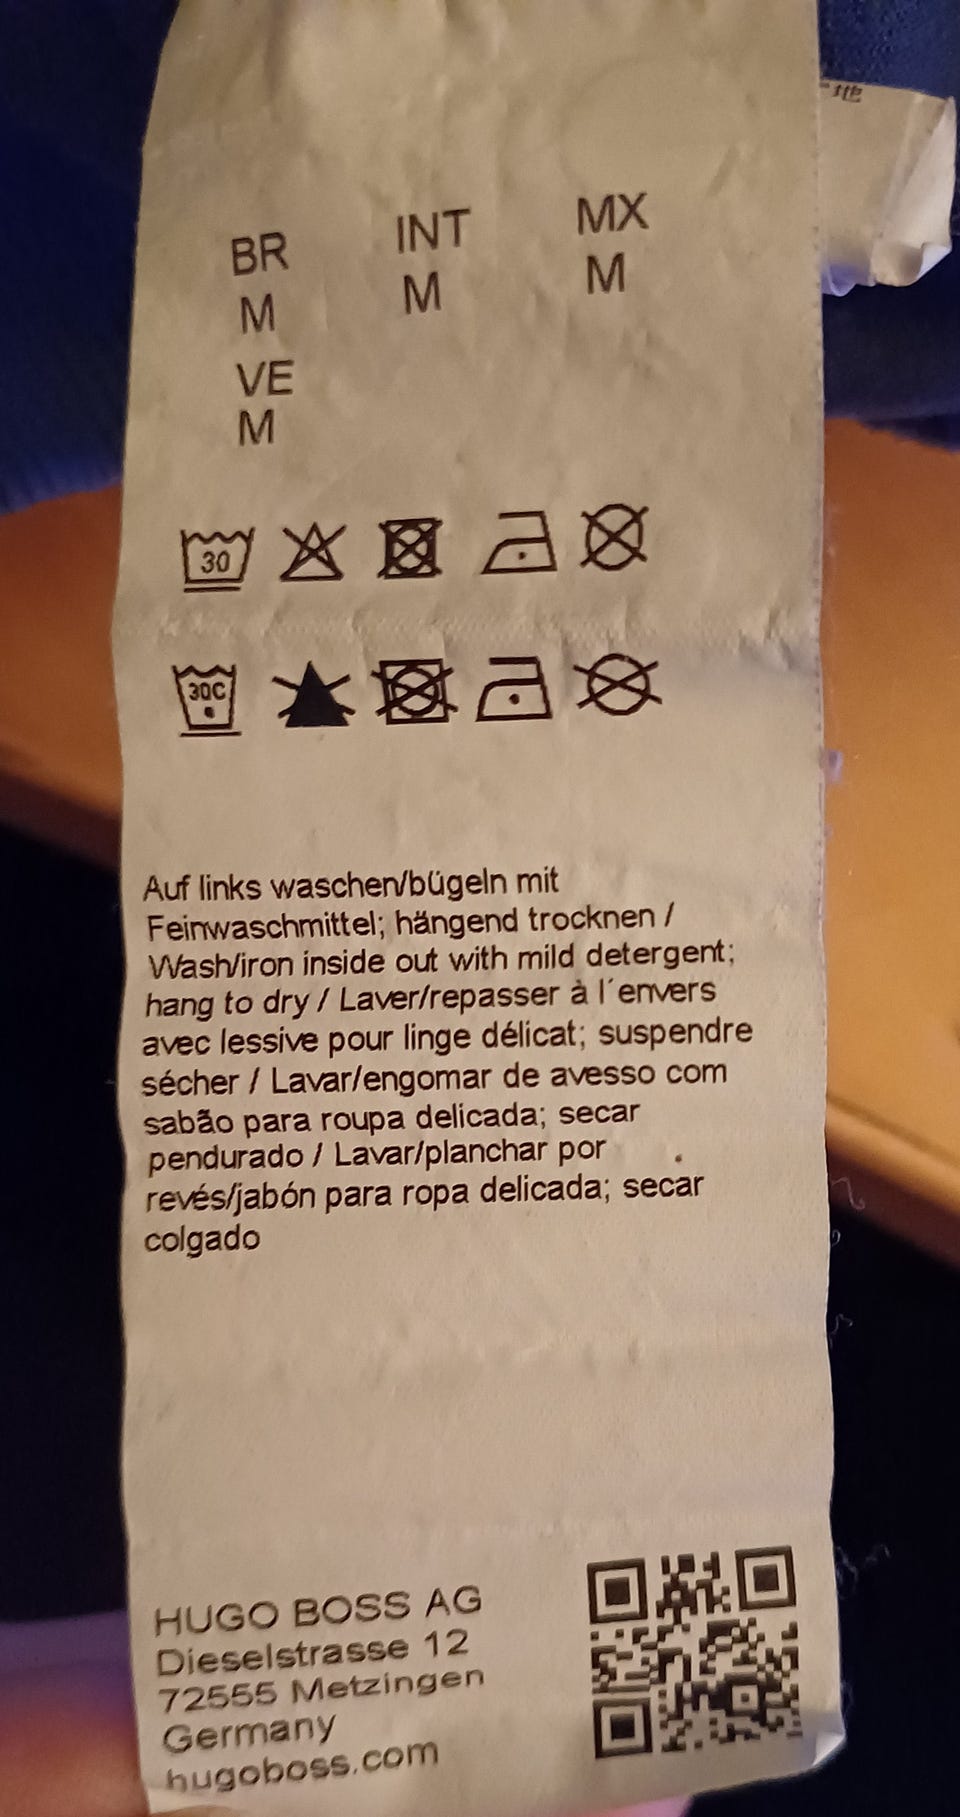 地
BR INT MX
M M M
VE
M
30
30C
Auf links waschen/bügeln mit
Feinwaschmittel; hängend trocknen /
Wash/iron inside out with mild detergent;
hang to dry / Laver/repasser à l´envers
avec lessive pour linge délicat; suspendre
sécher / Lavar/engomar de avesso com
sabão para roupa delicada; secar
pendurado / Lavar/planchar por
revés/jabón para ropa delicada; secar
colgado
HUGO BOSS AG
Dieselstrasse 12
72555 Metzingen
Germany
hugoboss.com